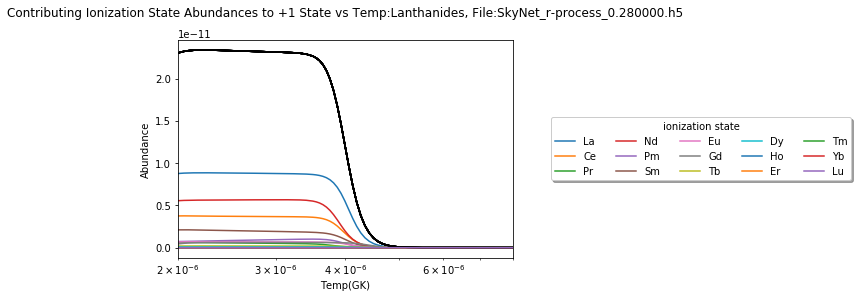 Contributing Ionization State Abundances to +1 State vs Temp:Lanthanides, File:SkyNet_r-process_0.280000.h5
1e−11
2.0
1.5
1.0
0.5
0.0
Abundance
2 × 10⁻⁶ 3 × 10⁻⁶ 4 × 10⁻⁶ 6 × 10⁻⁶
Temp(GK)
ionization state
La Nd Eu Dy Tm
Ce Pm Gd Ho Yb
Pr Sm Tb Er Lu